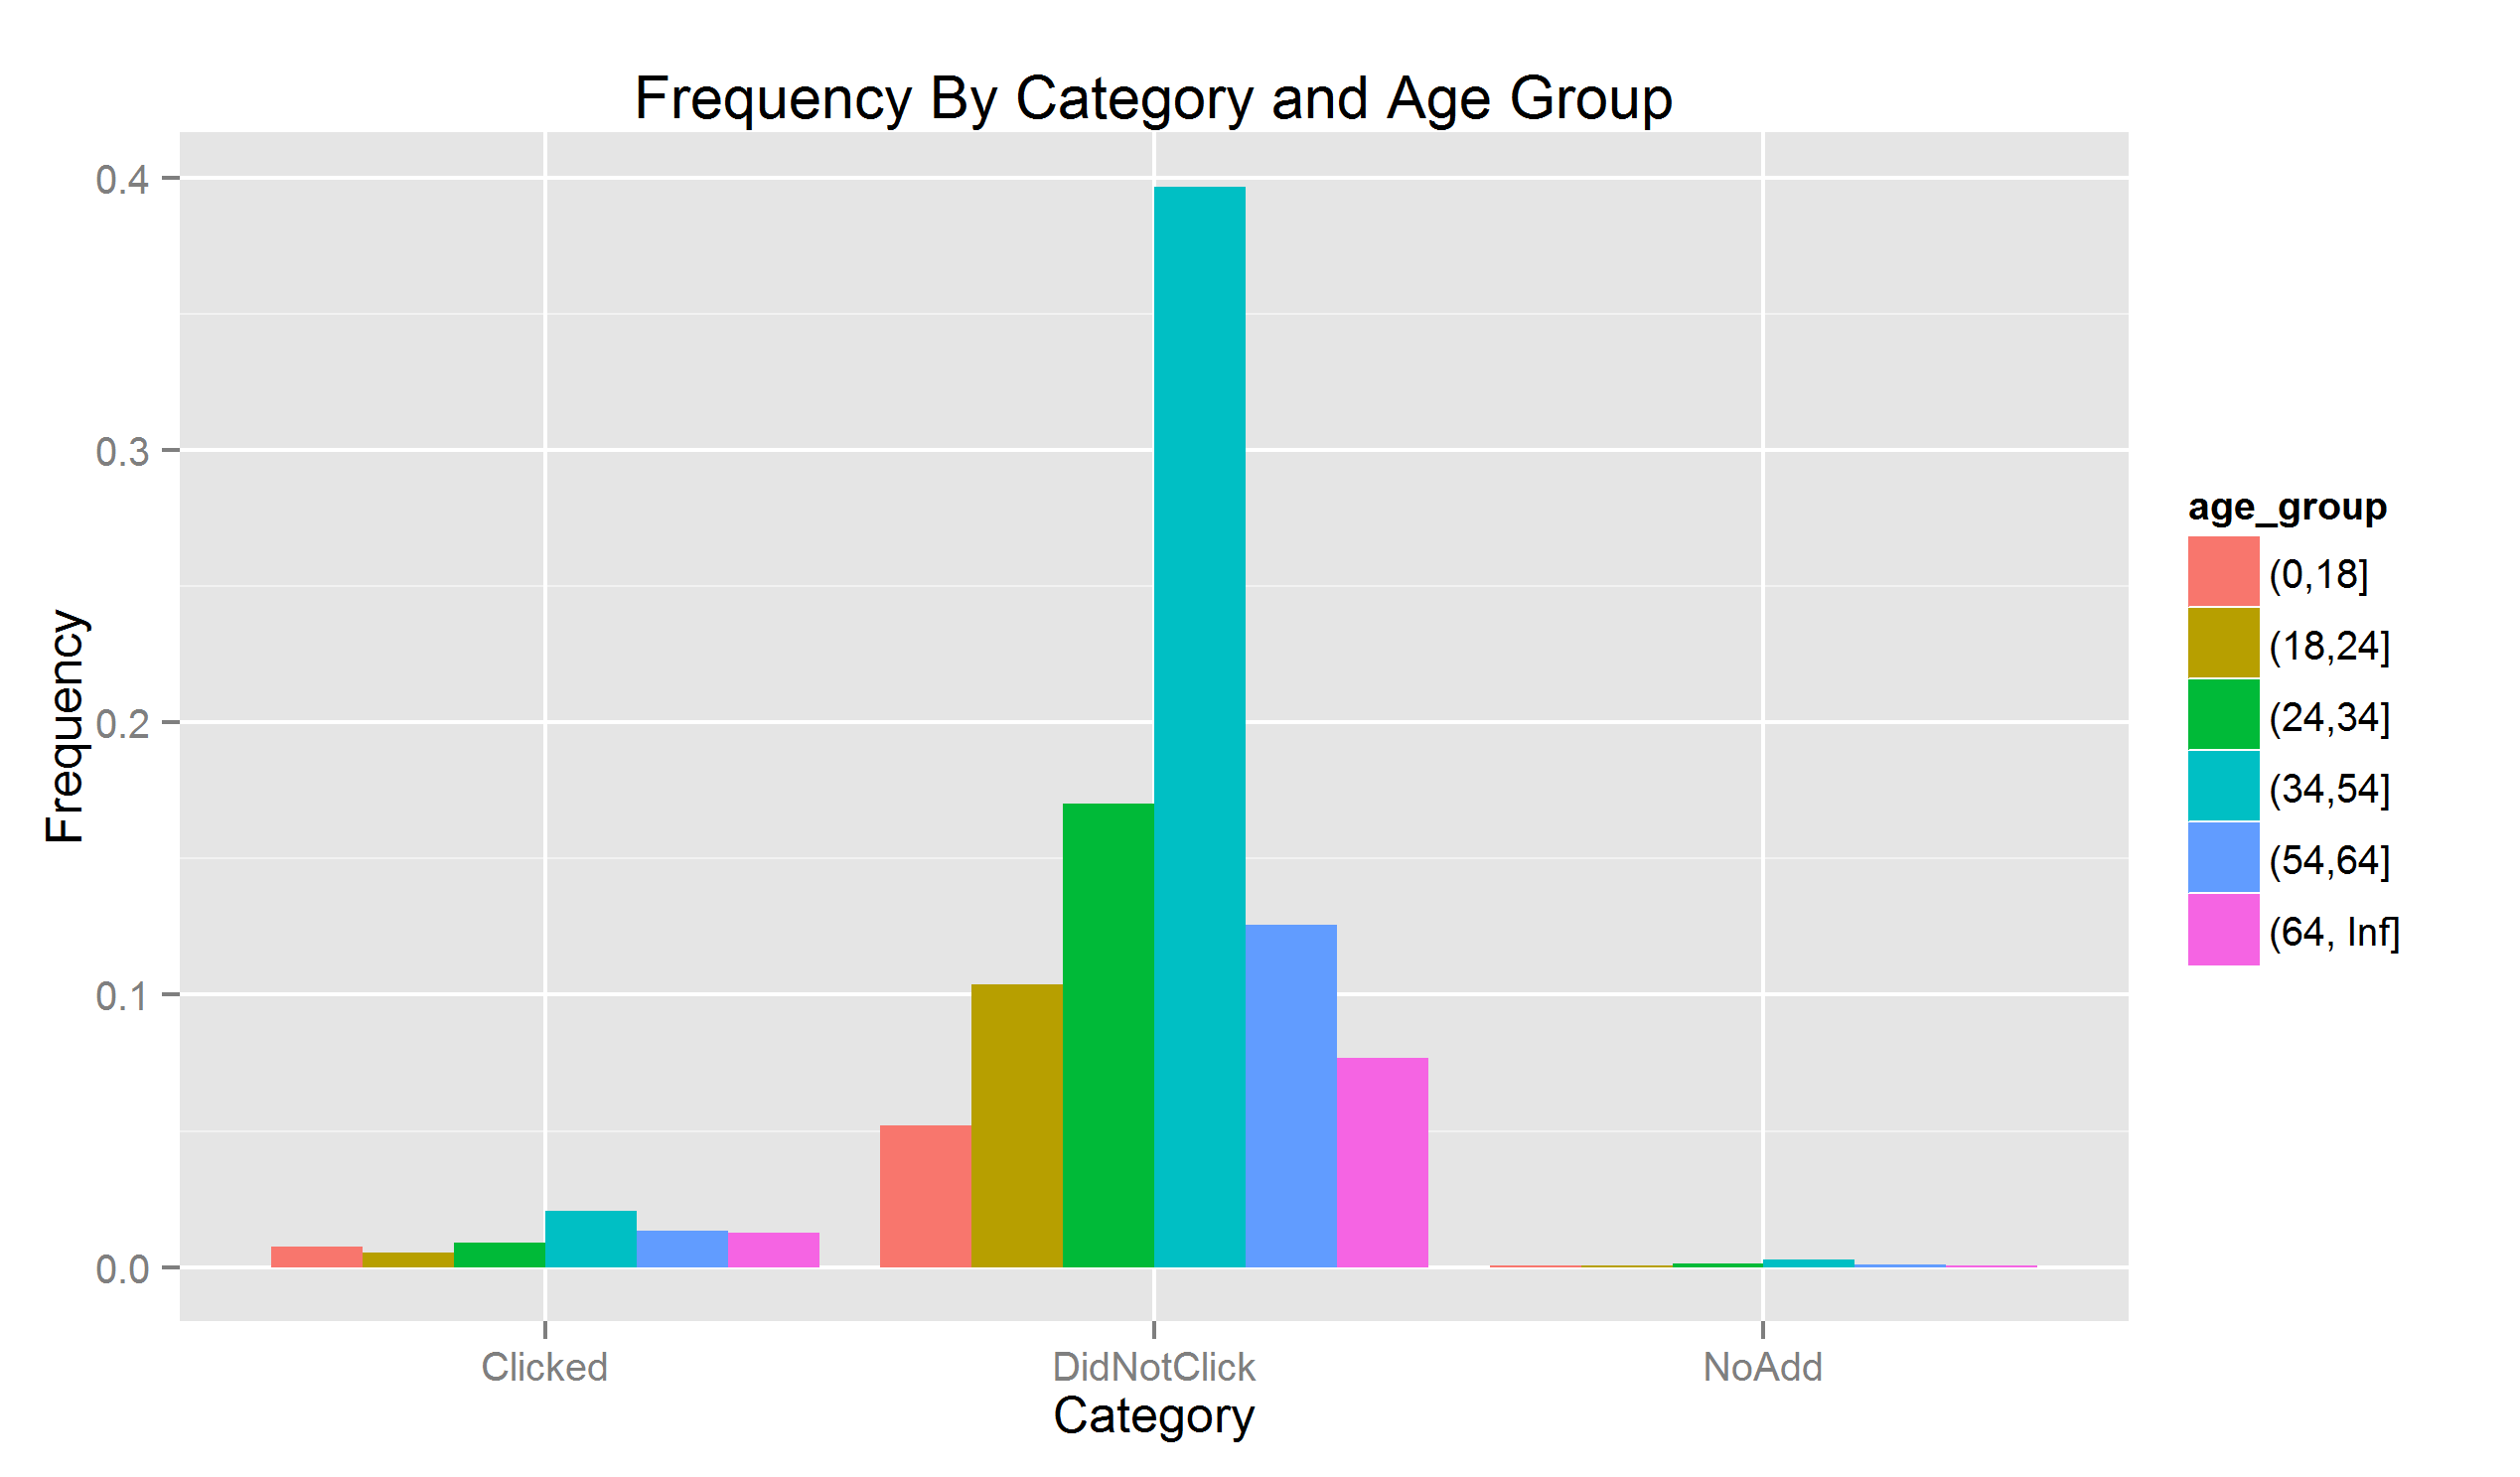 Frequency By Category and Age Group
0.4
0.3
0.2
0.1
0.0
Frequency
Clicked DidNotClick NoAdd
Category
age_group
(0,18]
(18,24]
(24,34]
(34,54]
(54,64]
(64, Inf]